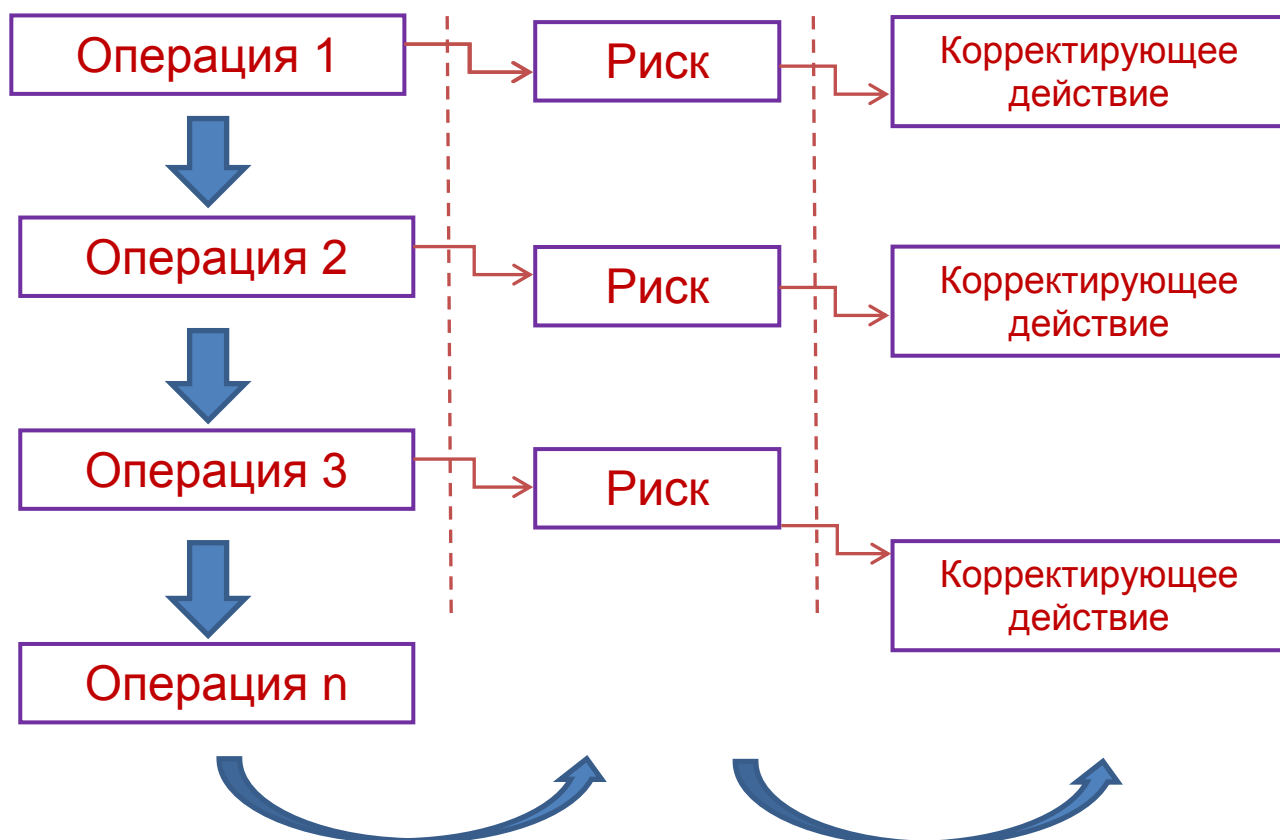 Операция 1
Риск
Корректирующее
действие
Операция 2
Риск
Корректирующее
действие
Операция 3
Риск
Корректирующее
действие
Операция n